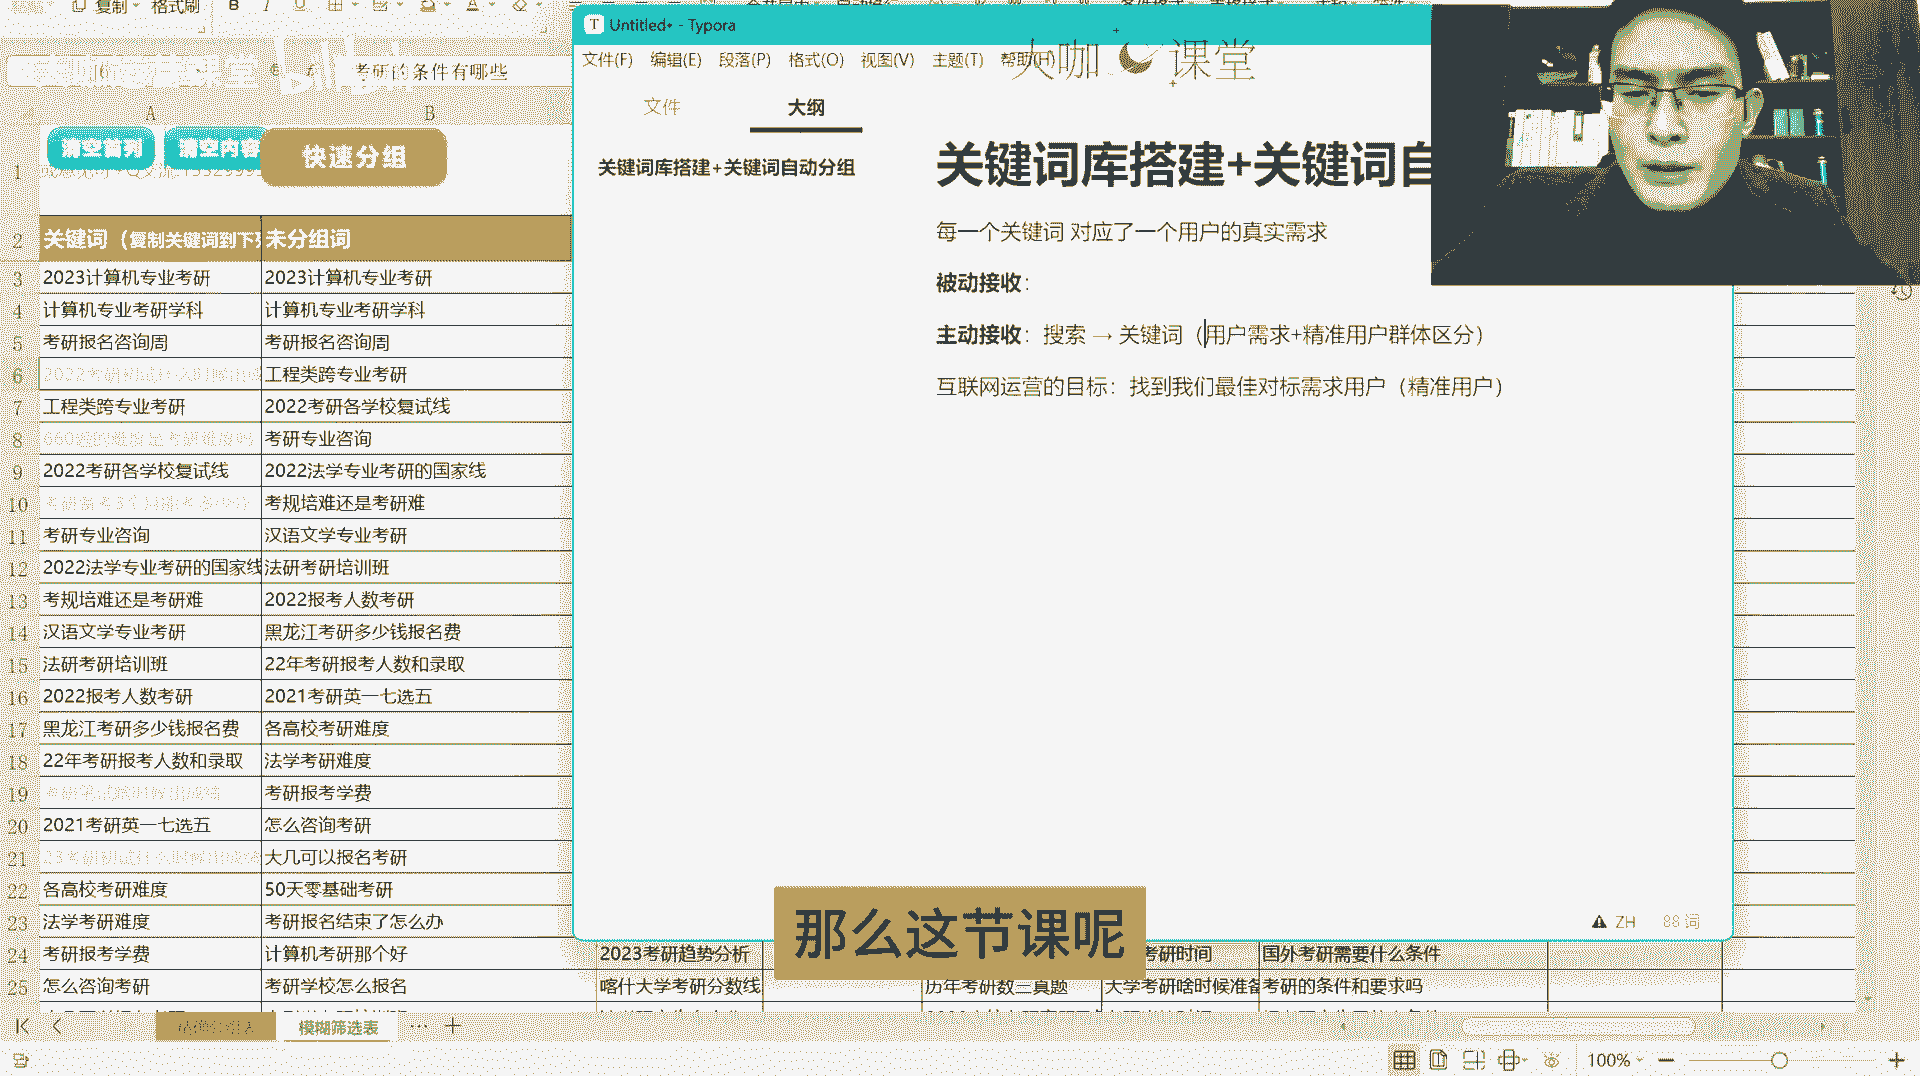 复制 格式刷 B I U A
Untitled• - Typora
文件(F) 编辑(E) 段落(P) 格式(O) 视图(V) 主题(T) 帮助(H)
大咖 课堂
考研的条件有哪些
文件 大纲
A B
清空首列 清空内容 快速分组
关键词库搭建+关键词自动分组
关键词库搭建+关键词自
每一个关键词 对应了一个用户的真实需求
被动接收：
主动接收：搜索 → 关键词（用户需求+精准用户群体区分）
互联网运营的目标：找到我们最佳对标需求用户（精准用户）
1
2 关键词（复制关键词到下 未分组词
3 2023计算机专业考研 2023计算机专业考研
4 计算机专业考研学科 计算机专业考研学科
5 考研报名咨询周 考研报名咨询周
6 工程类跨专业考研
7 工程类跨专业考研 2022考研各学校复试线
8 考研专业咨询
9 2022考研各学校复试线 2022法学专业考研的国家线
10 考规培难还是考研难
11 考研专业咨询 汉语文学专业考研
12 2022法学专业考研的国家线 法研考研培训班
13 考规培难还是考研难 2022报考人数考研
14 汉语文学专业考研 黑龙江考研多少钱报名费
15 法研考研培训班 22年考研报考人数和录取
16 2022报考人数考研 2021考研英一七选五
17 黑龙江考研多少钱报名费 各高校考研难度
18 22年考研报考人数和录取 法学考研难度
19 考研报考学费
20 2021考研英一七选五 怎么咨询考研
21 大几可以报名考研
22 各高校考研难度 50天零基础考研
23 法学考研难度 考研报名结束了怎么办
24 考研报考学费 计算机考研那个好 2023考研趋势分析 考研时间 国外考研需要什么条件
25 怎么咨询考研 考研学校怎么报名 喀什大学考研分数线 历年考研数三真题 大学考研啥时候准备 考研的条件和要求吗
ZH 88 词
那么这节课呢
模糊筛选表 ··· +
100% − +